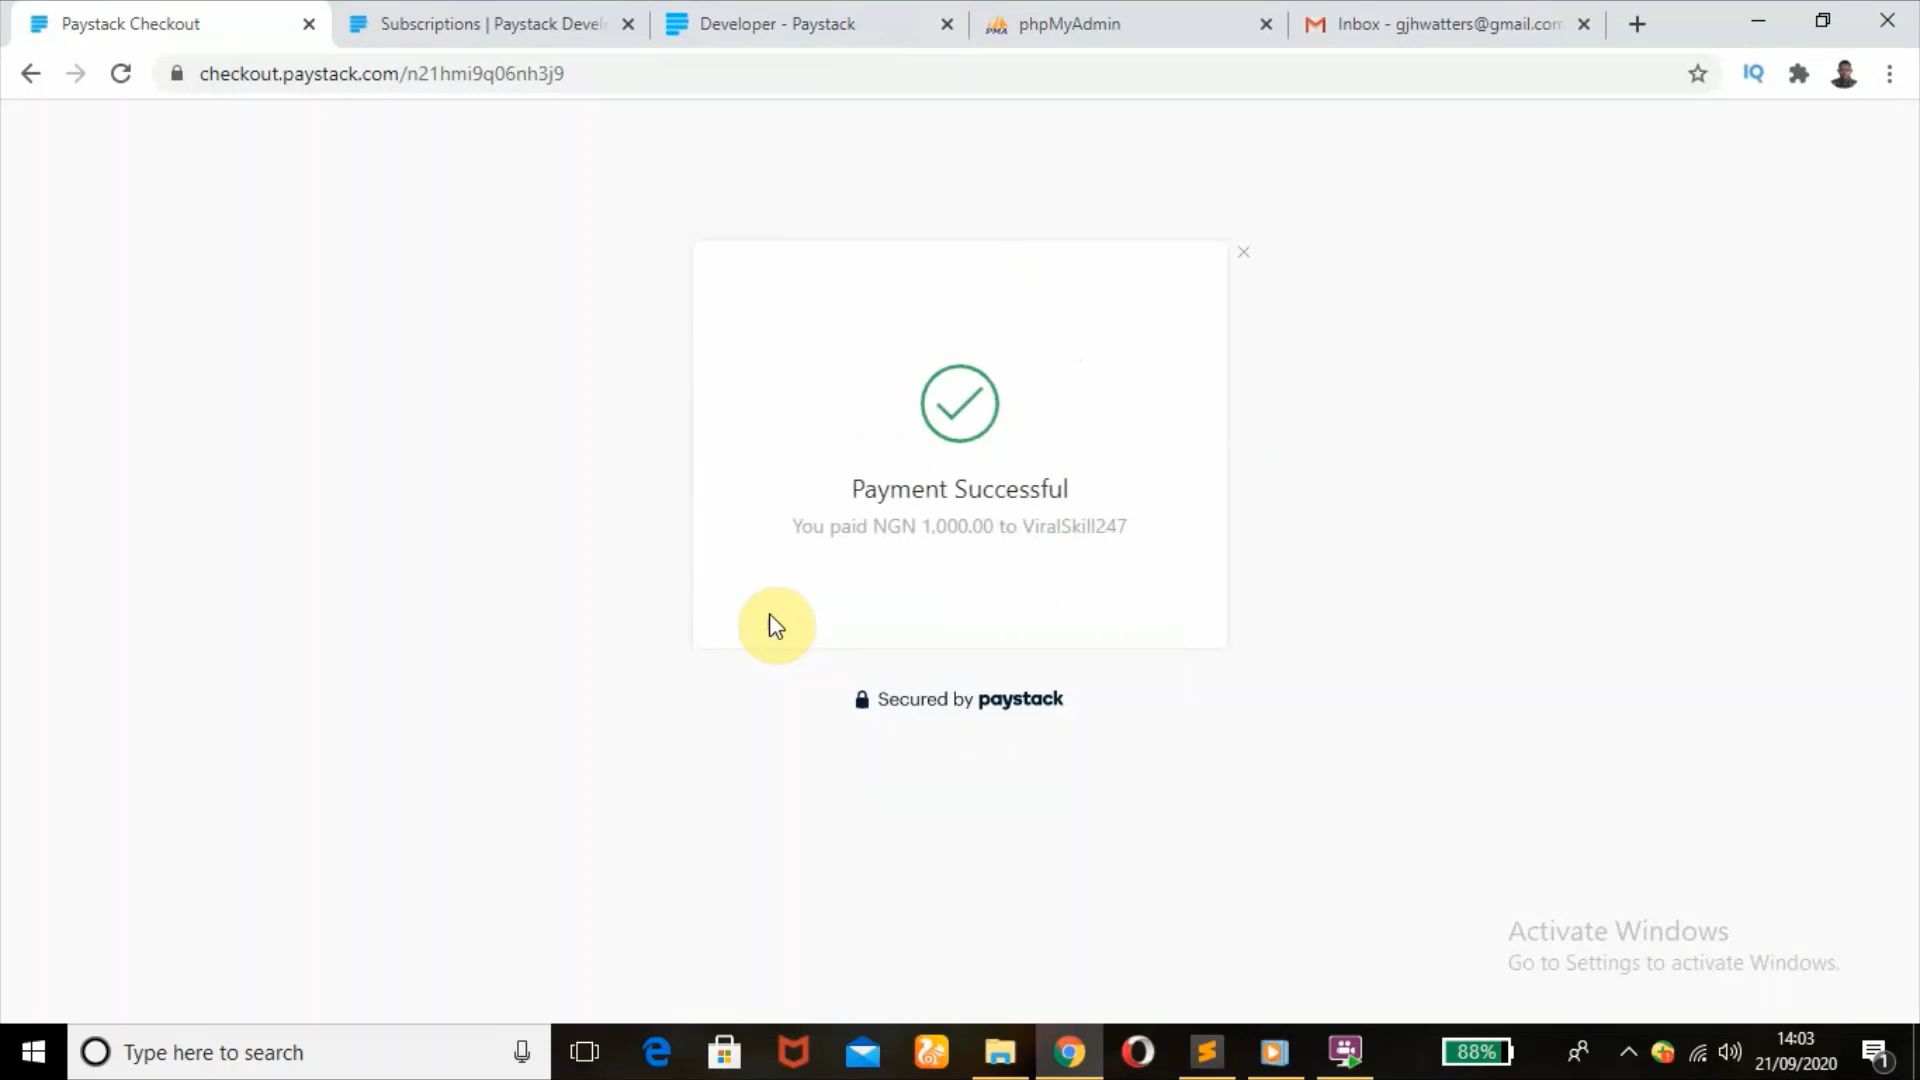 Paystack Checkout
Subscriptions | Paystack Devel
Developer - Paystack
phpMyAdmin
Inbox - gjhwatters@gmail.com
checkout.paystack.com/n21hmi9q06nh3j9
IQ
Payment Successful
You paid NGN 1,000.00 to ViralSkill247
Secured by paystack
Activate Windows
Go to Settings to activate Windows.
Type here to search
88%
14:03
21/09/2020
1